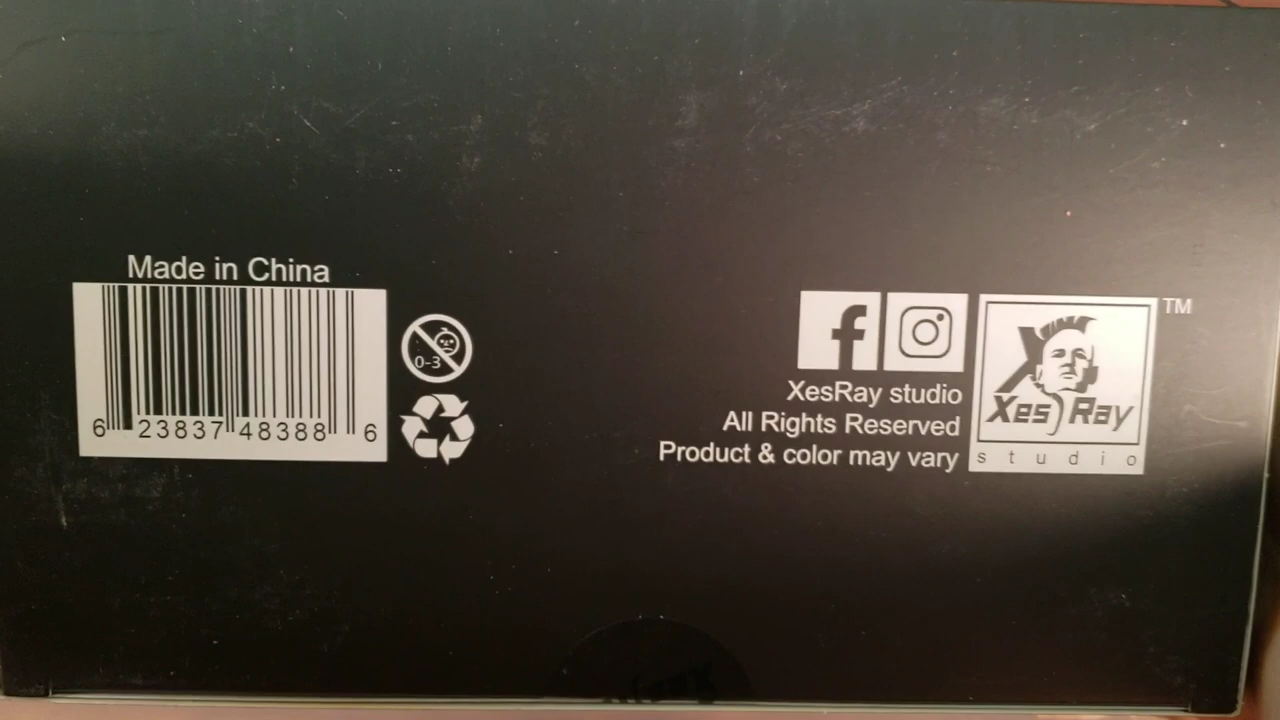 Made in China
6 23837 48388 6
0-3
XesRay studio
All Rights Reserved
Product & color may vary
X
Xes Ray
studio
TM